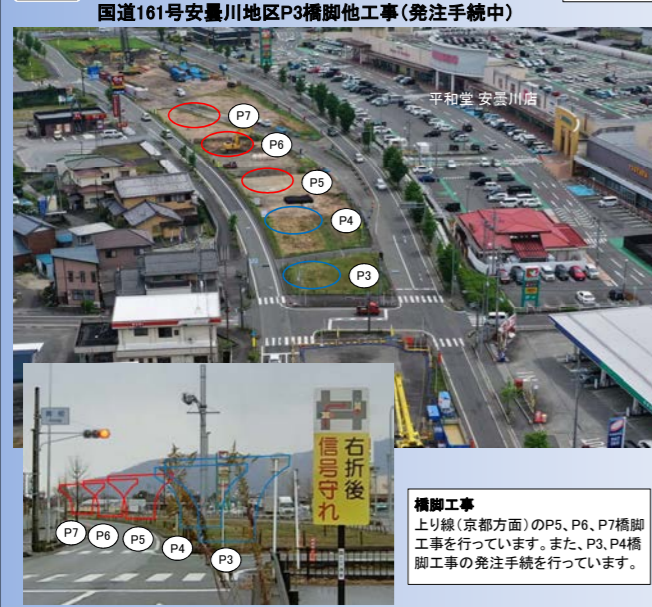 国道161号安曇川地区P3橋脚他工事(発注手続中)
平和堂 安曇川店
P7
P6
P5
P4
P3
右折後
信号守れ
P7
P6
P5
P4
P3
橋脚工事
上り線(京都方面)のP5、P6、P7橋脚
工事を行っています。また、P3、P4橋
脚工事の発注手続を行っています。